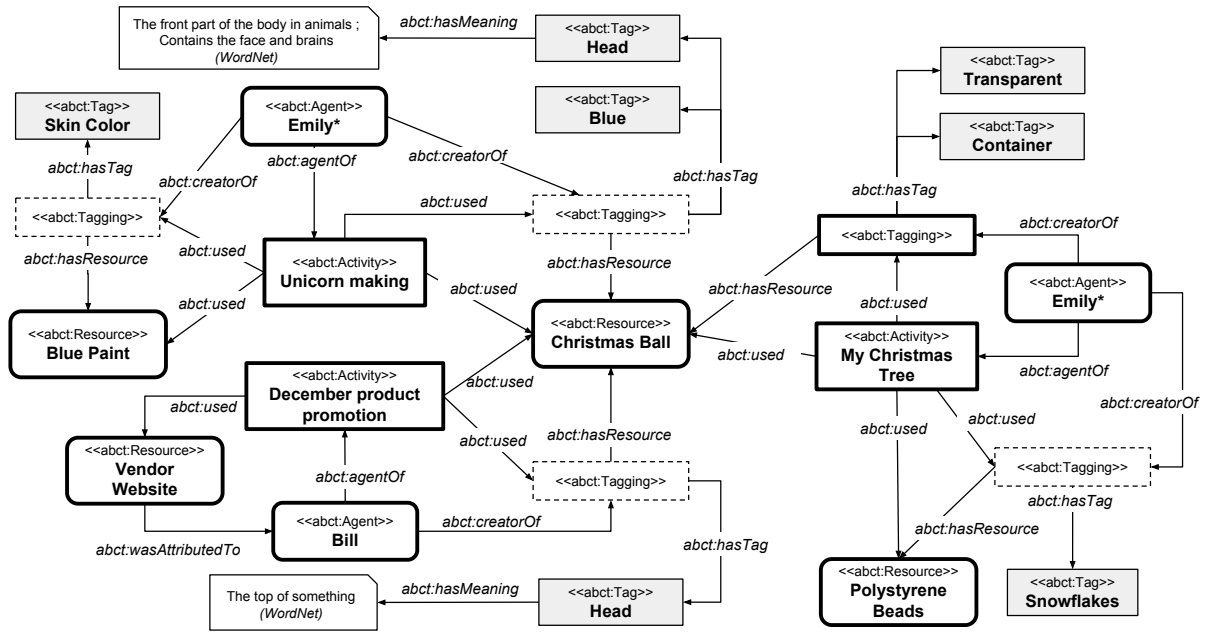 The front part of the body in animals ;
Contains the face and brains
(WordNet)
abct:hasMeaning
<<abct:Tag>>
Head
<<abct:Tag>>
Transparent
<<abct:Tag>>
Skin Color
<<abct:Agent>>
Emily*
<<abct:Tag>>
Blue
<<abct:Tag>>
Container
abct:hasTag
abct:creatorOf
abct:agentOf
abct:creatorOf
abct:hasTag
abct:hasTag
<<abct:Tagging>>
abct:used
<<abct:Tagging>>
<<abct:Tagging>>
abct:creatorOf
abct:hasResource
abct:used
<<abct:Activity>>
Unicorn making
abct:hasResource
abct:hasResource
<<abct:Agent>>
Emily*
abct:used
abct:used
abct:used
<<abct:Resource>>
Blue Paint
<<abct:Resource>>
Christmas Ball
abct:used
<<abct:Activity>>
My Christmas
Tree
abct:agentOf
<<abct:Activity>>
December product
promotion
abct:used
abct:used
abct:creatorOf
abct:used
abct:used
abct:hasResource
abct:used
<<abct:Resource>>
Vendor
Website
abct:agentOf
<<abct:Tagging>>
<<abct:Tagging>>
abct:hasTag
<<abct:Agent>>
Bill
abct:creatorOf
abct:hasResource
abct:wasAttributedTo
abct:hasTag
The top of something
(WordNet)
abct:hasMeaning
<<abct:Tag>>
Head
<<abct:Resource>>
Polystyrene
Beads
<<abct:Tag>>
Snowflakes